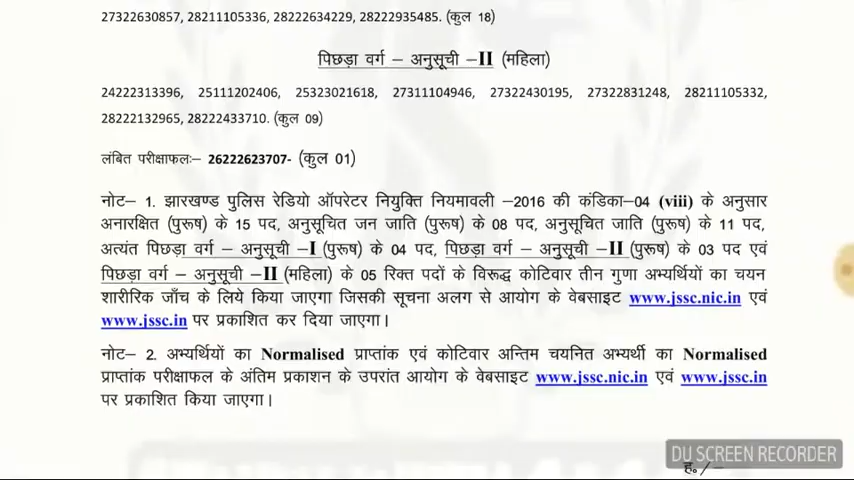 27322630857, 28211105336, 28222634229, 28222935485. (कुल 18)
पिछड़ा वर्ग – अनुसूची –II (महिला)
24222313396, 25111202406, 25323021618, 27311104946, 27322430195, 27322831248, 28211105332,
28222132965, 28222433710. (कुल 09)
लंबित परीक्षाफलः– 26222623707- (कुल 01)
नोट– 1. झारखण्ड पुलिस रेडियो ऑपरेटर नियुक्ति नियमावली –2016 की कंडिका–04 (viii) के अनुसार
अनारक्षित (पुरूष) के 15 पद, अनुसूचित जन जाति (पुरूष) के 08 पद, अनुसूचित जाति (पुरूष) के 11 पद,
अत्यंत पिछड़ा वर्ग – अनुसूची –I (पुरूष) के 04 पद, पिछड़ा वर्ग – अनुसूची –II (पुरूष) के 03 पद एवं
पिछड़ा वर्ग – अनुसूची –II (महिला) के 05 रिक्त पदों के विरूद्ध कोटिवार तीन गुणा अभ्यर्थियों का चयन
शारीरिक जाँच के लिये किया जाएगा जिसकी सूचना अलग से आयोग के वेबसाइट www.jssc.nic.in एवं
www.jssc.in पर प्रकाशित कर दिया जाएगा।
नोट– 2. अभ्यर्थियों का Normalised प्राप्तांक एवं कोटिवार अन्तिम चयनित अभ्यर्थी का Normalised
प्राप्तांक परीक्षाफल के अंतिम प्रकाशन के उपरांत आयोग के वेबसाइट www.jssc.nic.in एवं www.jssc.in
पर प्रकाशित किया जाएगा।
DU SCREEN RECORDER
ह०/–